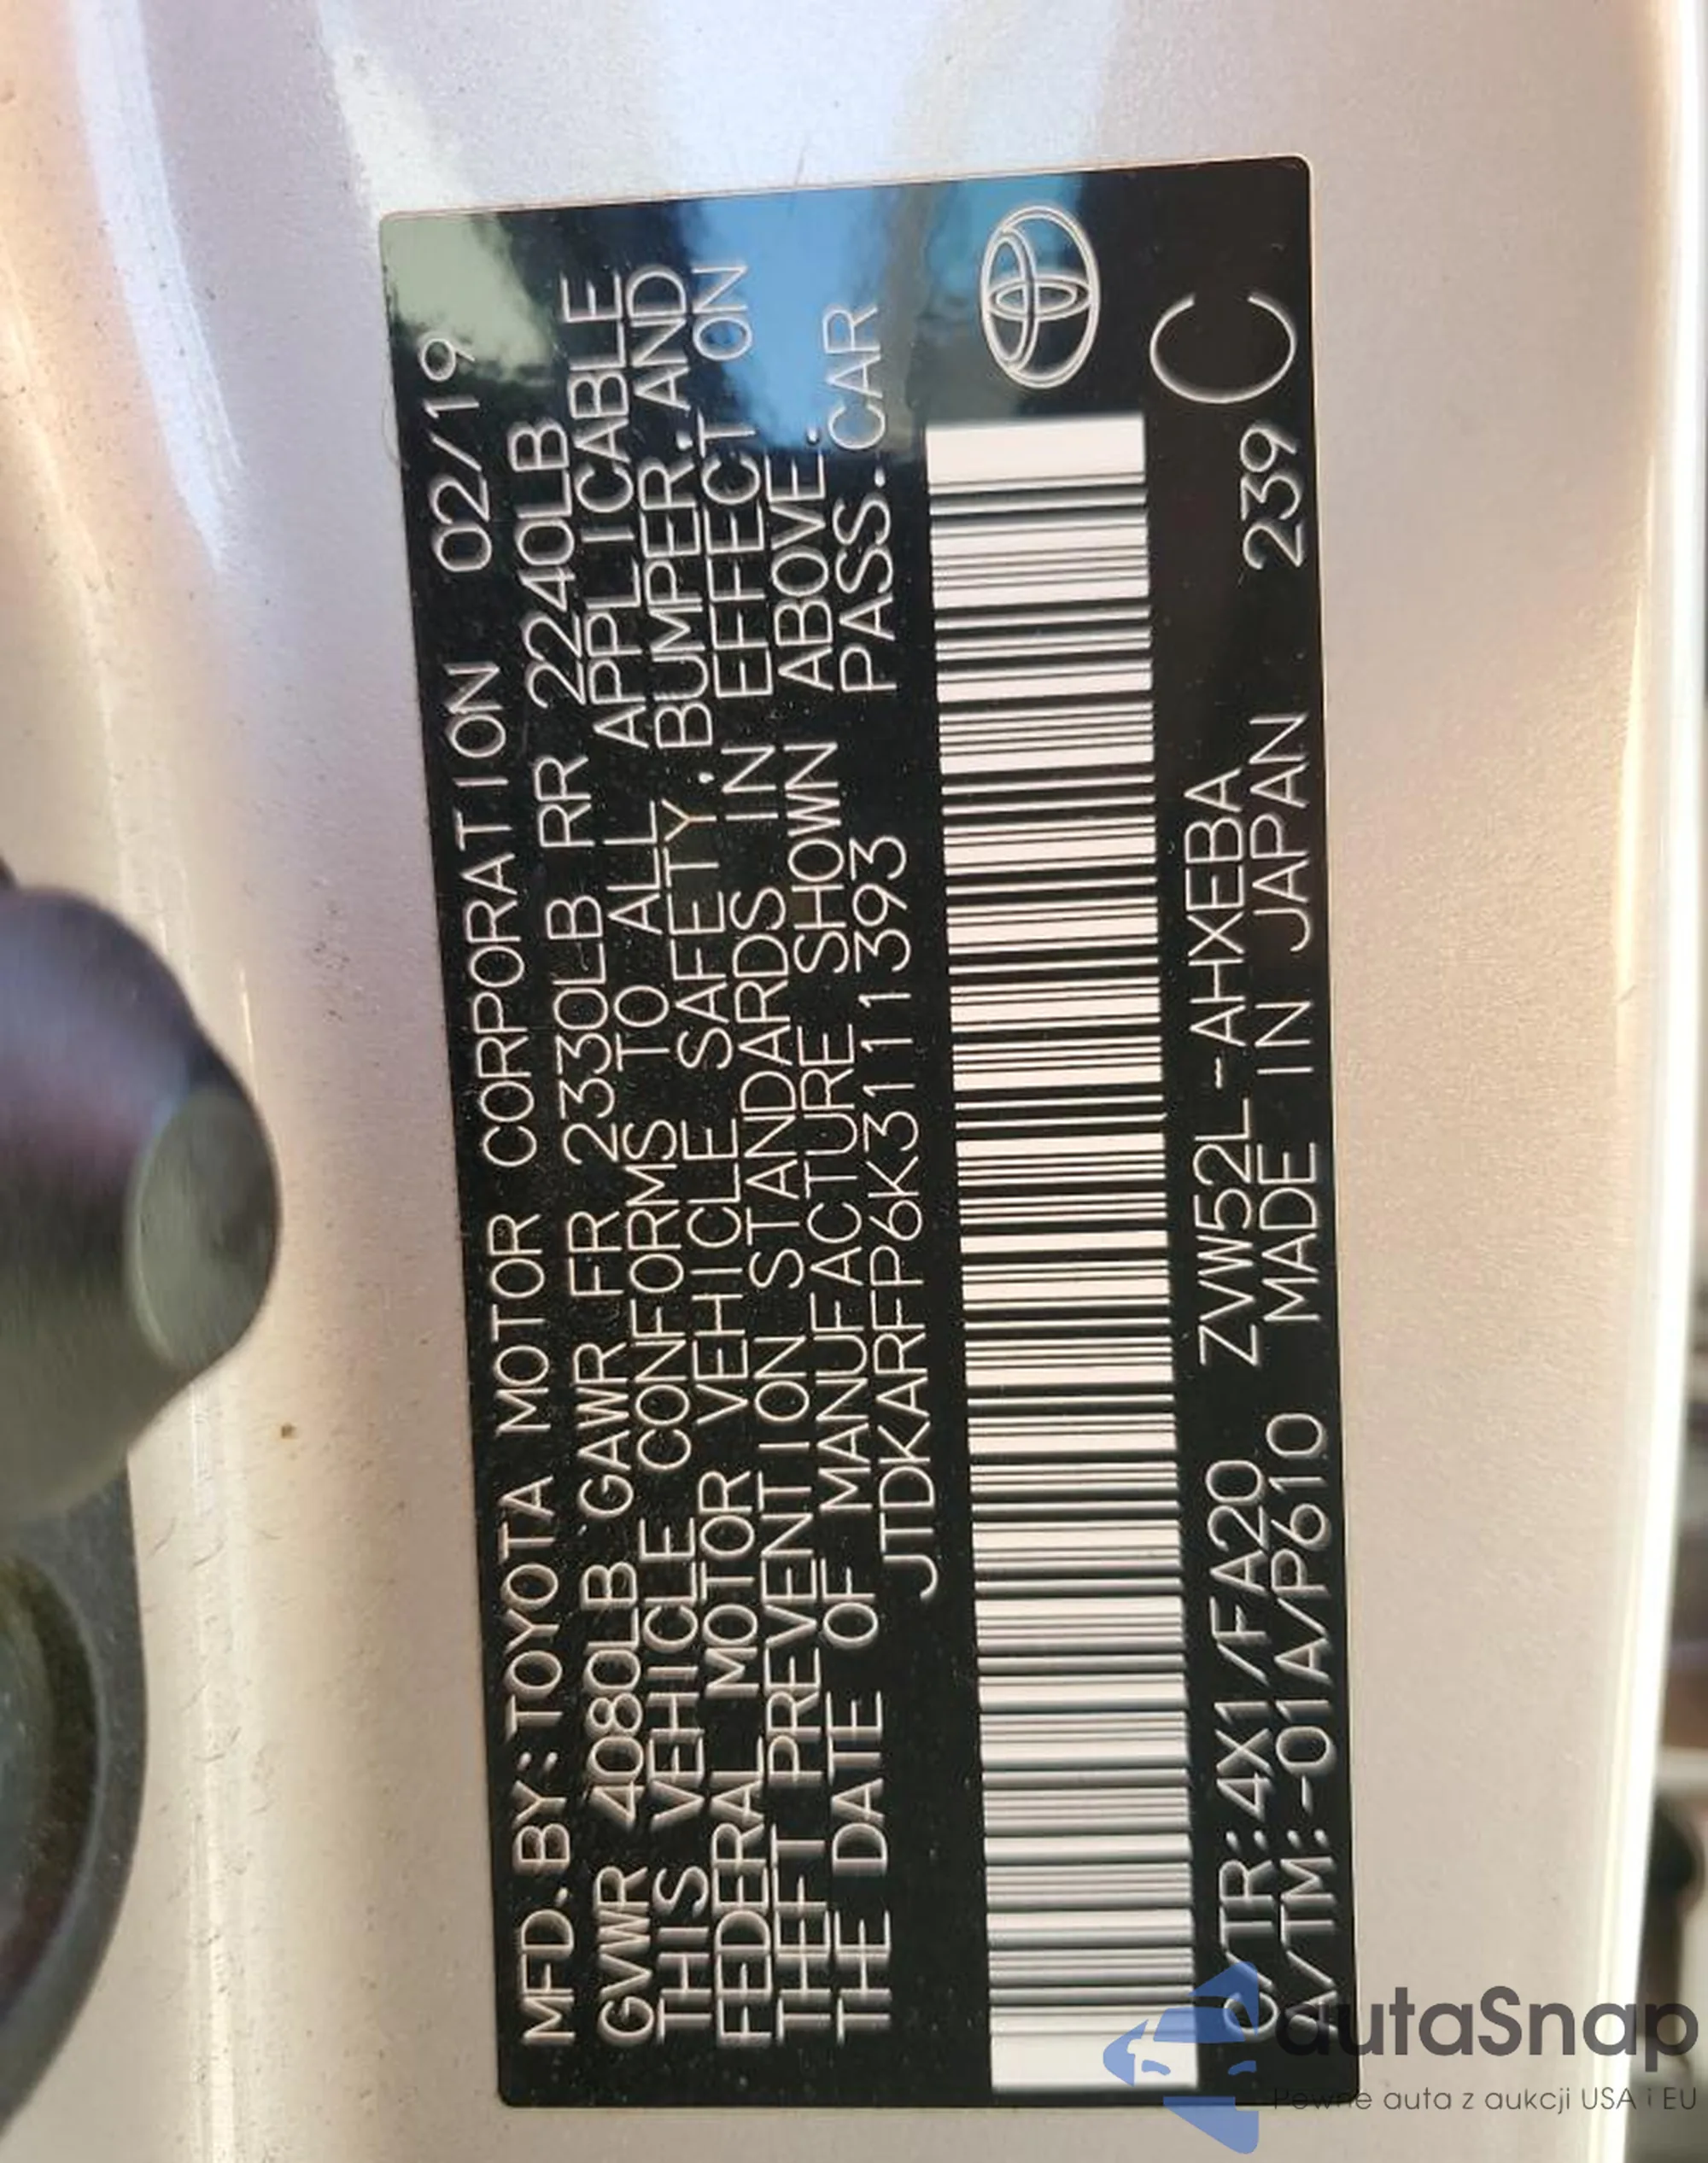 MFD.BY:TOYOTA MOTOR CORPORATION 02/19
GVWR 4080LB GAWR FR 2330LB RR 2240LB
THIS VEHICLE CONFORMS TO ALL APPLICABLE
FEDERAL MOTOR VEHICLE SAFETY,BUMPER,AND
THEFT PREVENTION STANDARDS IN EFFECT ON
THE DATE OF MANUFACTURE SHOWN ABOVE.
JTDKARFP6K3111393 PASS.CAR
C/TR:4X1/FA20 ZVW52L-AHXEBA
A/TM:-01A/P610 MADE IN JAPAN 239 C
autaSnap
Pewne auta z aukcji USA i EU